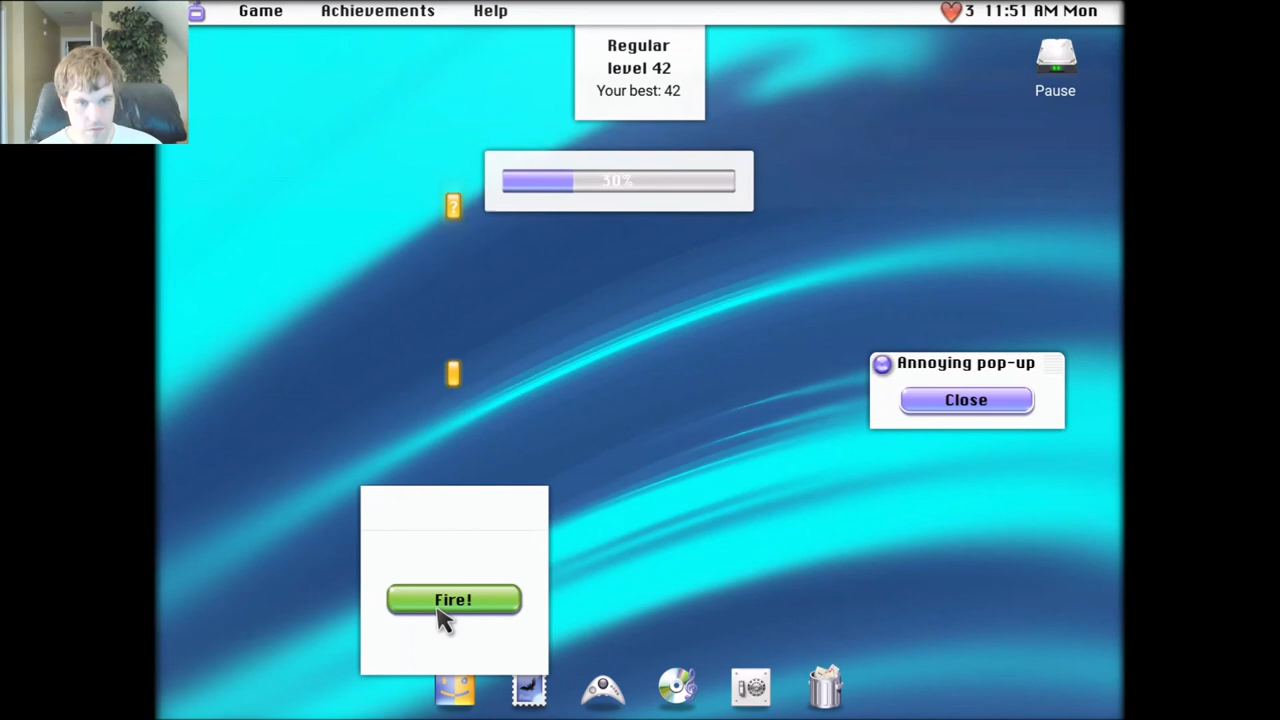 Game Achievements Help 3 11:51 AM Mon
Regular
level 42
Your best: 42
Pause
30%
?
Annoying pop-up
Close
Fire!